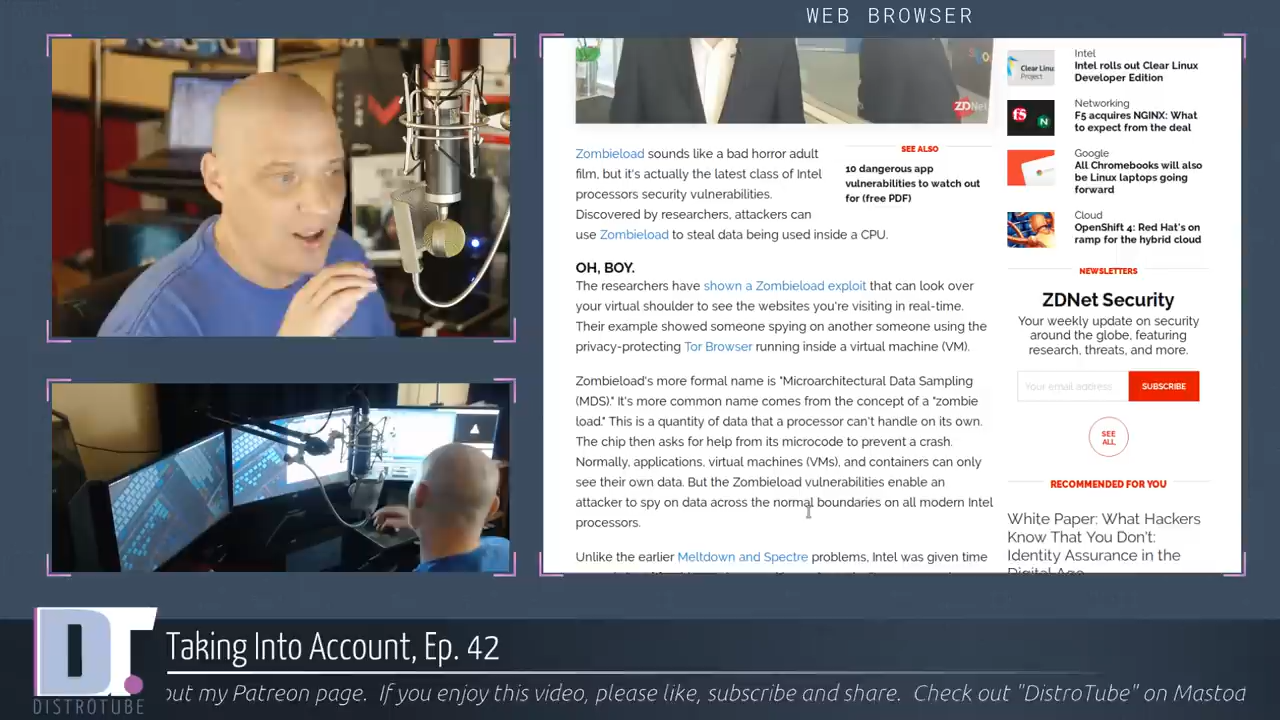 WEB BROWSER
ZDNet
Zombieload sounds like a bad horror adult
film, but it's actually the latest class of Intel
processors security vulnerabilities.
Discovered by researchers, attackers can
use Zombieload to steal data being used inside a CPU.
SEE ALSO
10 dangerous app
vulnerabilities to watch out
for (free PDF)
OH, BOY.
The researchers have shown a Zombieload exploit that can look over
your virtual shoulder to see the websites you're visiting in real-time.
Their example showed someone spying on another someone using the
privacy-protecting Tor Browser running inside a virtual machine (VM).
Zombieload's more formal name is "Microarchitectural Data Sampling
(MDS)." It's more common name comes from the concept of a "zombie
load." This is a quantity of data that a processor can't handle on its own.
The chip then asks for help from its microcode to prevent a crash.
Normally, applications, virtual machines (VMs), and containers can only
see their own data. But the Zombieload vulnerabilities enable an
attacker to spy on data across the normal boundaries on all modern Intel
processors.
Unlike the earlier Meltdown and Spectre problems, Intel was given time
Clear Linux
Project
Intel
Intel rolls out Clear Linux
Developer Edition
Networking
F5 acquires NGINX: What
to expect from the deal
Google
All Chromebooks will also
be Linux laptops going
forward
Cloud
OpenShift 4: Red Hat's on
ramp for the hybrid cloud
NEWSLETTERS
ZDNet Security
Your weekly update on security
around the globe, featuring
research, threats, and more.
Your email address
SUBSCRIBE
SEE
ALL
RECOMMENDED FOR YOU
White Paper: What Hackers
Know That You Don't:
Identity Assurance in the
Digital Age
DT
DISTROTUBE
Taking Into Account, Ep. 42
out my Patreon page. If you enjoy this video, please like, subscribe and share. Check out "DistroTube" on Mastod